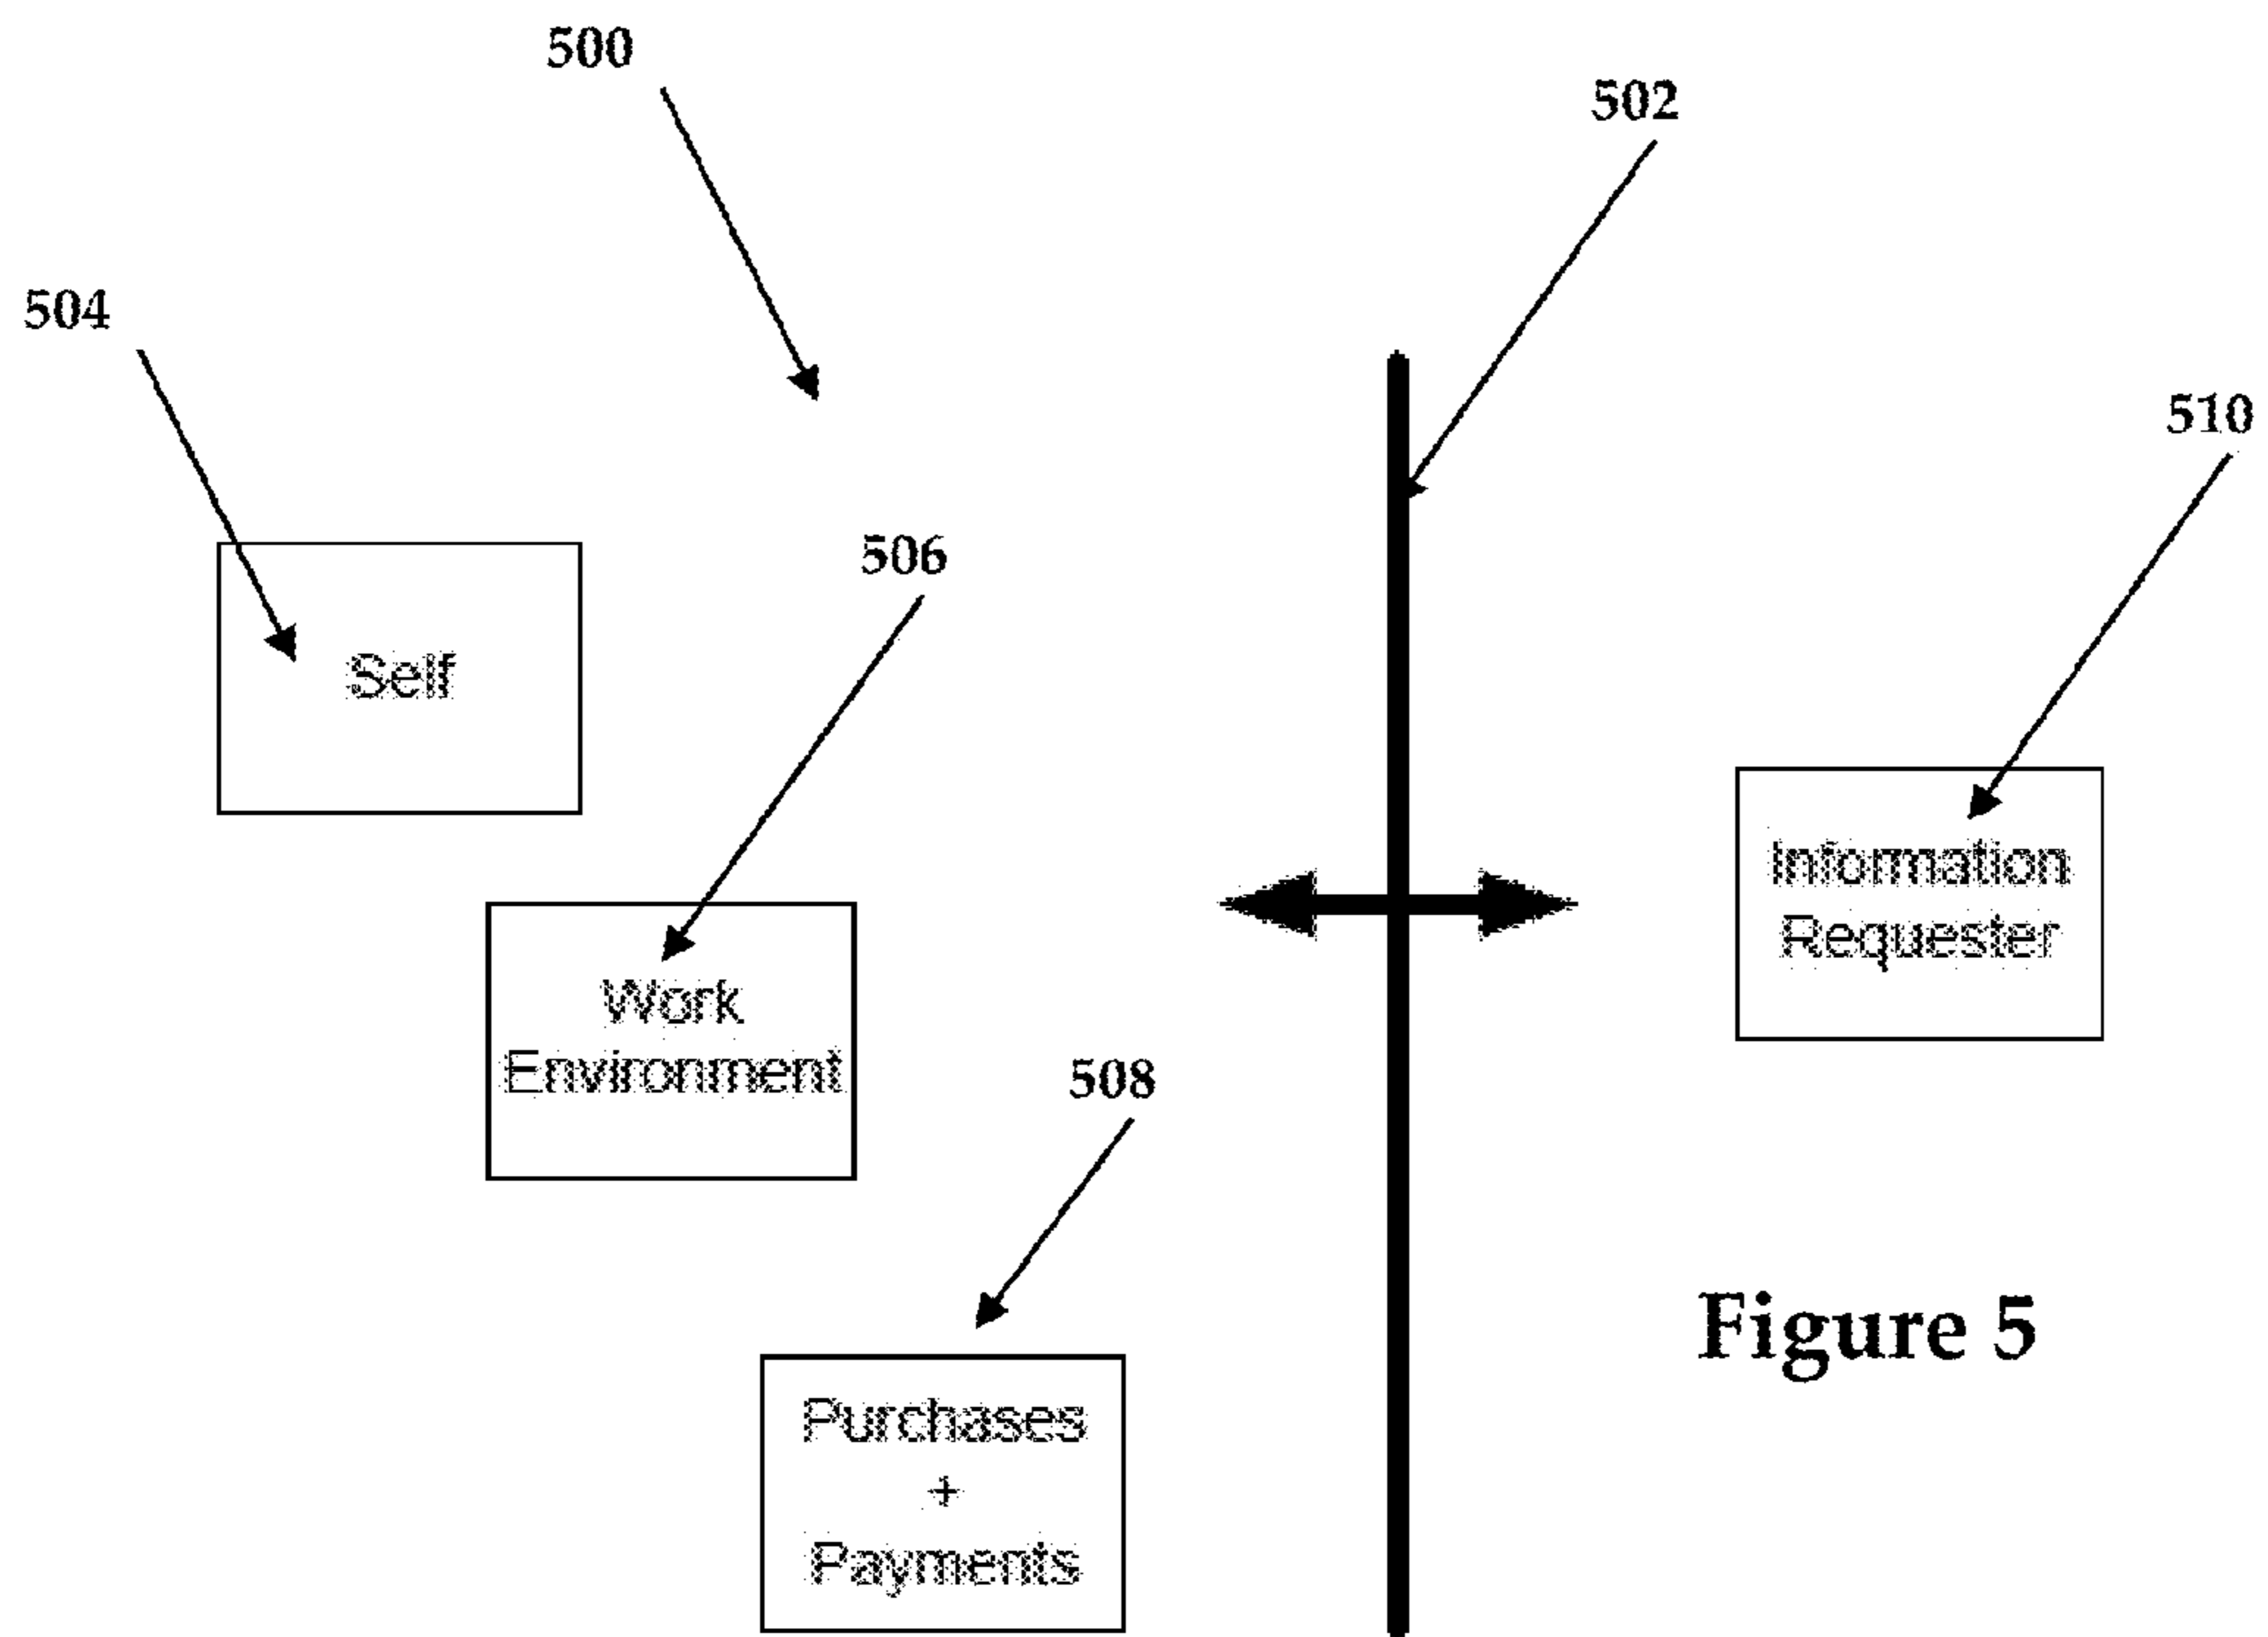 500
502
504
510
506
Self
Information
Requester
Work
Environment
508
Figure 5
Purchases
+
Payments